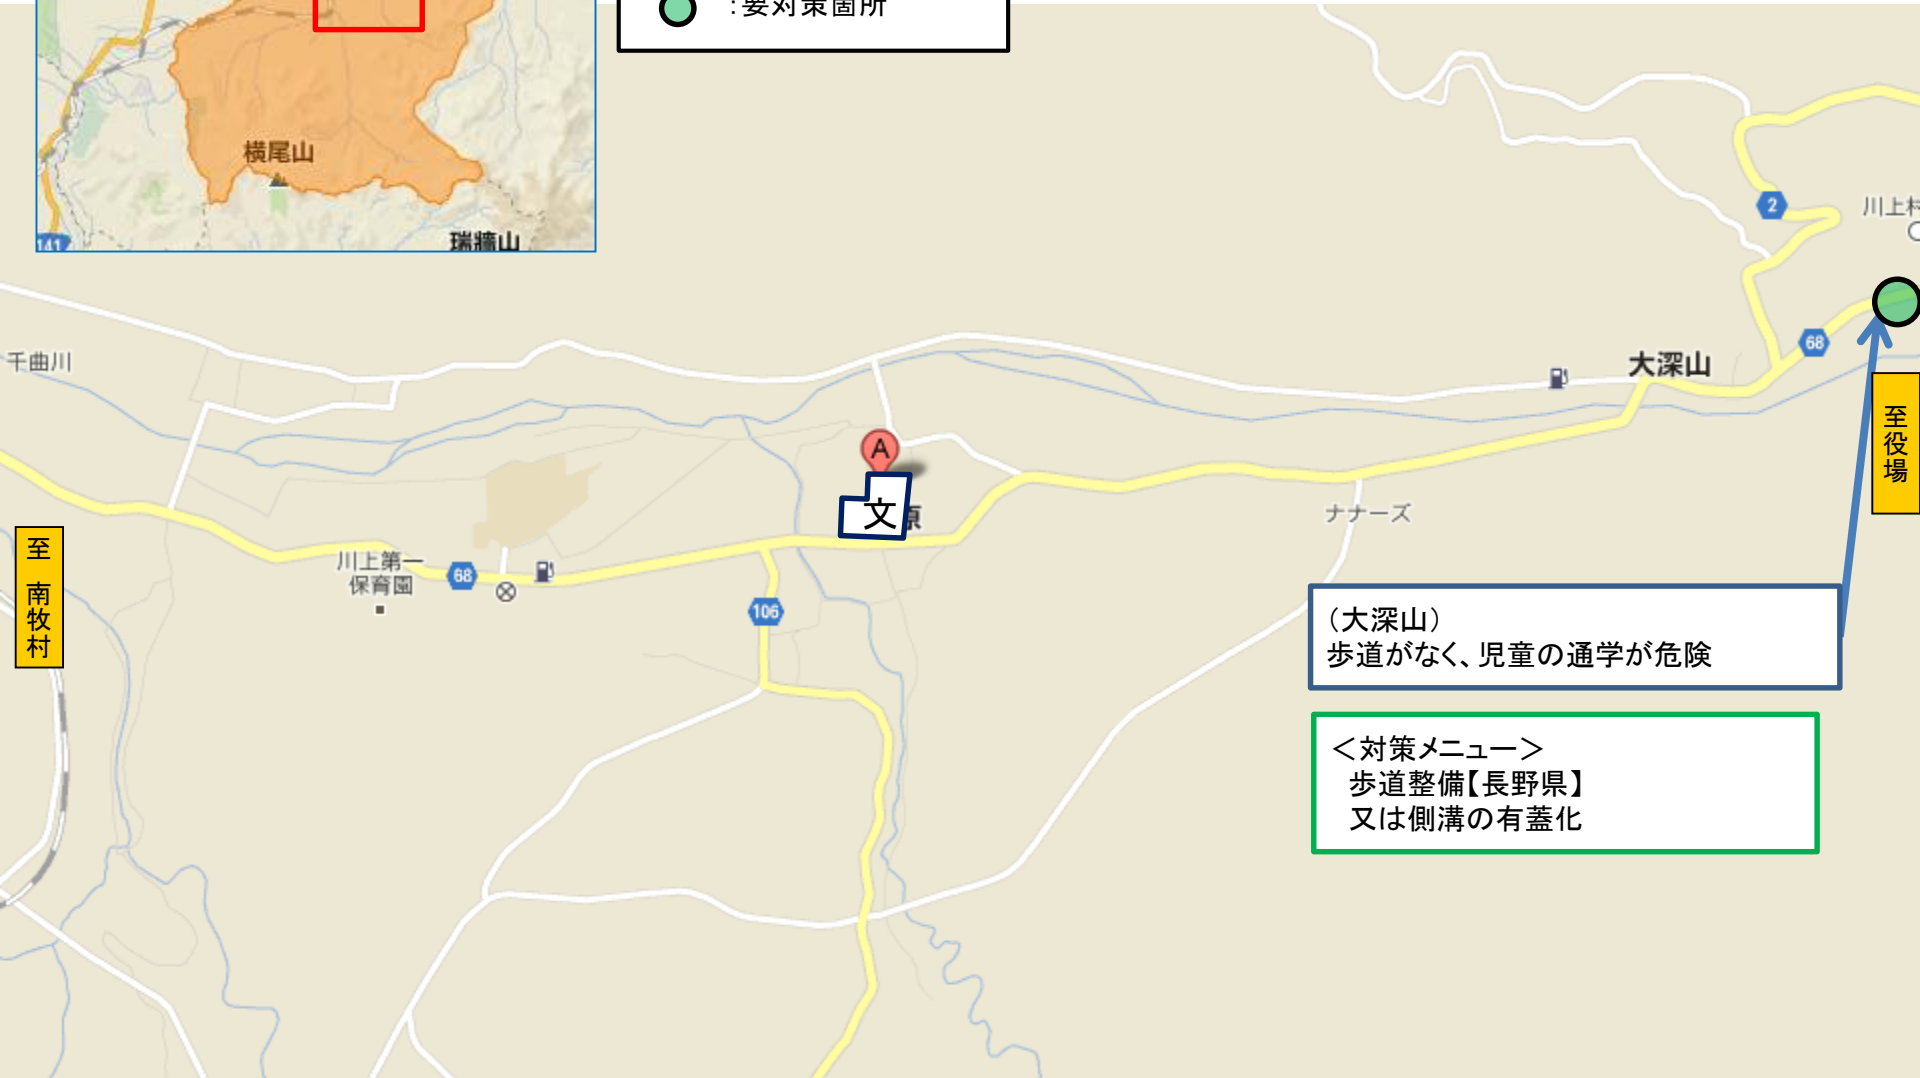 ：要対策箇所
横尾山
瑞牆山
141
2
川上村
68
大深山
千曲川
至役場
A
文
原
ナナーズ
至 南牧村
川上第一
保育園
68
106
（大深山）
歩道がなく、児童の通学が危険
＜対策メニュー＞
歩道整備【長野県】
又は側溝の有蓋化